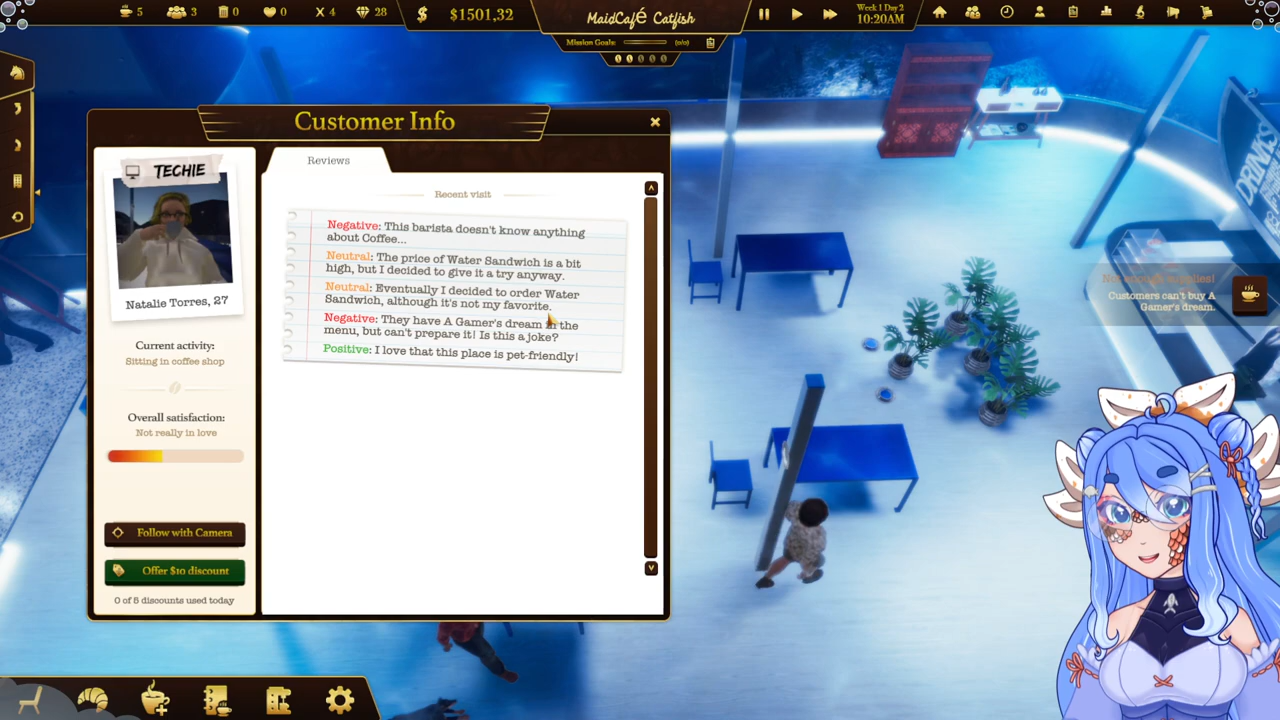 5 3 0 0 4 28 $1501,32
MaidCafé Catfish
Week 1 Day 2
10:20AM
Mission Goals: (0/0)
Customer Info
TECHIE
Natalie Torres, 27
Current activity:
Sitting in coffee shop
Overall satisfaction:
Not really in love
Follow with Camera
Offer $10 discount
0 of 5 discounts used today
Reviews
Recent visit
Negative: This barista doesn't know anything
about Coffee...
Neutral: The price of Water Sandwich is a bit
high, but I decided to give it a try anyway.
Neutral: Eventually I decided to order Water
Sandwich, although it's not my favorite.
Negative: They have A Gamer's dream in the
menu, but can't prepare it! Is this a joke?
Positive: I love that this place is pet-friendly!
Not enough supplies!
Customers can't buy A
Gamer's dream.
DRINKS